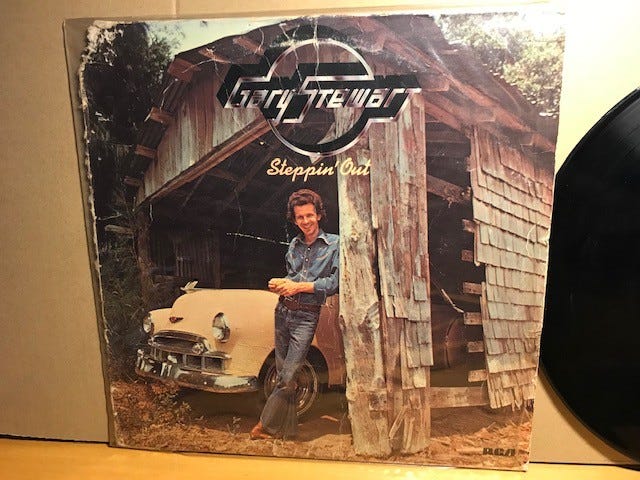 Gary Stewart
Steppin' Out
RCA